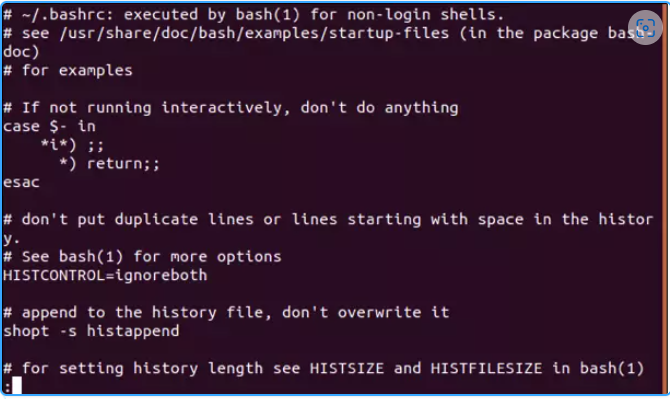 # ~/.bashrc: executed by bash(1) for non-login shells.
# see /usr/share/doc/bash/examples/startup-files (in the package bash-
doc)
# for examples
# If not running interactively, don't do anything
case $- in
    *i*) ;;
      *) return;;
esac
# don't put duplicate lines or lines starting with space in the histor
y.
# See bash(1) for more options
HISTCONTROL=ignoreboth
# append to the history file, don't overwrite it
shopt -s histappend
# for setting history length see HISTSIZE and HISTFILESIZE in bash(1)
: